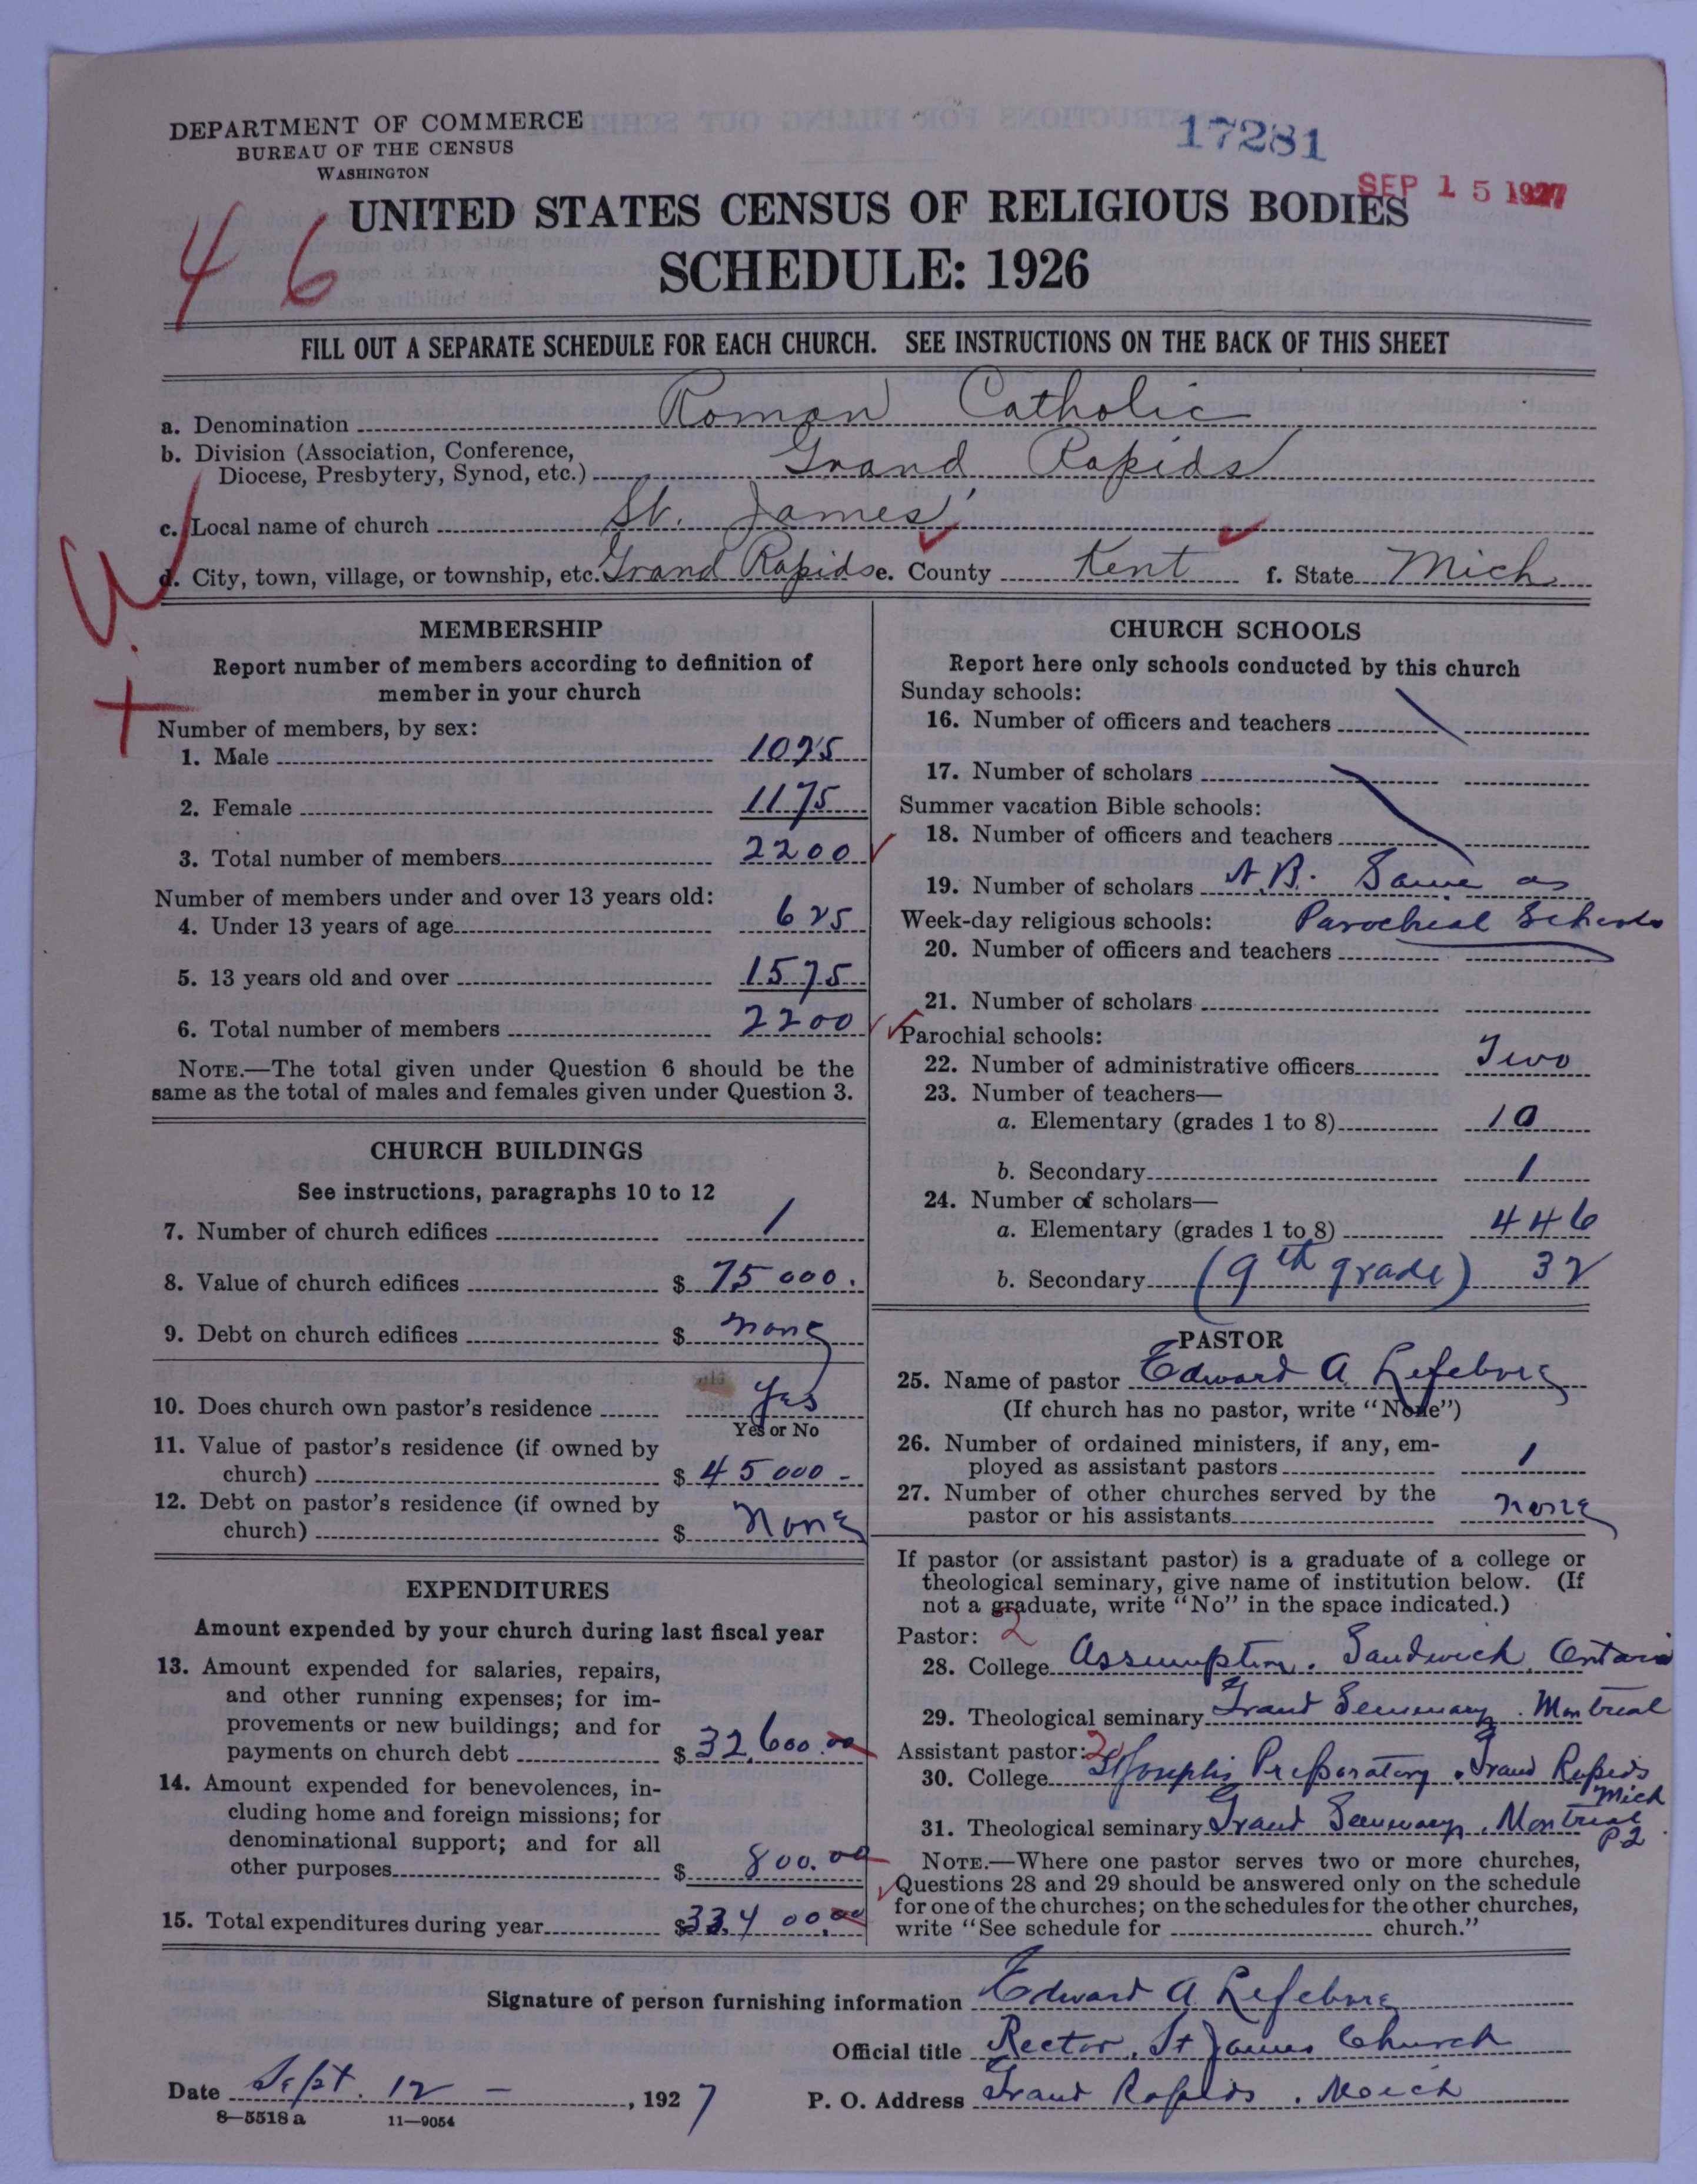 DEPARTMENT OF COMMERCE
BUREAU OF THE CENSUS
WASHINGTON
17281
SEP 15 1927
46
UNITED STATES CENSUS OF RELIGIOUS BODIES
SCHEDULE: 1926
FILL OUT A SEPARATE SCHEDULE FOR EACH CHURCH. SEE INSTRUCTIONS ON THE BACK OF THIS SHEET
a. Denomination Roman Catholic
b. Division (Association, Conference,
Diocese, Presbytery, Synod, etc.) Grand Rapids
c. Local name of church St. James'
d. City, town, village, or township, etc. Grand Rapids e. County Kent f. State Mich
MEMBERSHIP
Report number of members according to definition of
member in your church
Number of members, by sex:
1. Male 1025
2. Female 1175
3. Total number of members 2200
Number of members under and over 13 years old:
4. Under 13 years of age 625
5. 13 years old and over 1575
6. Total number of members 2200
NOTE.—The total given under Question 6 should be the
same as the total of males and females given under Question 3.
CHURCH BUILDINGS
See instructions, paragraphs 10 to 12
7. Number of church edifices 1
8. Value of church edifices $ 75000.
9. Debt on church edifices $ none
10. Does church own pastor's residence Yes
Yes or No
11. Value of pastor's residence (if owned by
church) $ 45000-
12. Debt on pastor's residence (if owned by
church) $ none
EXPENDITURES
Amount expended by your church during last fiscal year
13. Amount expended for salaries, repairs,
and other running expenses; for im-
provements or new buildings; and for
payments on church debt $ 32,600.00
14. Amount expended for benevolences, in-
cluding home and foreign missions; for
denominational support; and for all
other purposes $ 800.00
15. Total expenditures during year $ 33,400.00
CHURCH SCHOOLS
Report here only schools conducted by this church
Sunday schools:
16. Number of officers and teachers
17. Number of scholars
Summer vacation Bible schools:
18. Number of officers and teachers
19. Number of scholars N.B. Same as
Week-day religious schools: Parochial Schools
20. Number of officers and teachers
21. Number of scholars
Parochial schools:
22. Number of administrative officers Two
23. Number of teachers—
a. Elementary (grades 1 to 8) 10
b. Secondary 1
24. Number of scholars—
a. Elementary (grades 1 to 8) 446
b. Secondary (9th grade) 32
PASTOR
25. Name of pastor Edward A Lefebvre
(If church has no pastor, write "None")
26. Number of ordained ministers, if any, em-
ployed as assistant pastors 1
27. Number of other churches served by the
pastor or his assistants none
If pastor (or assistant pastor) is a graduate of a college or
theological seminary, give name of institution below. (If
not a graduate, write "No" in the space indicated.)
Pastor: 2
28. College Assumption. Sandwich, Ontario
29. Theological seminary Grand Seminary. Montreal
Assistant pastor: 2
30. College St Josephs Preparatory. Grand Rapids
Mich
31. Theological seminary Grand Seminary, Montreal
P2
NOTE.—Where one pastor serves two or more churches,
Questions 28 and 29 should be answered only on the schedule
for one of the churches; on the schedules for the other churches,
write "See schedule for church."
Signature of person furnishing information Edward A Lefebvre
Official title Rector, St James Church
Date Sept. 12 - , 1927 P. O. Address Grand Rapids. Mich
8—5518 a 11—9054